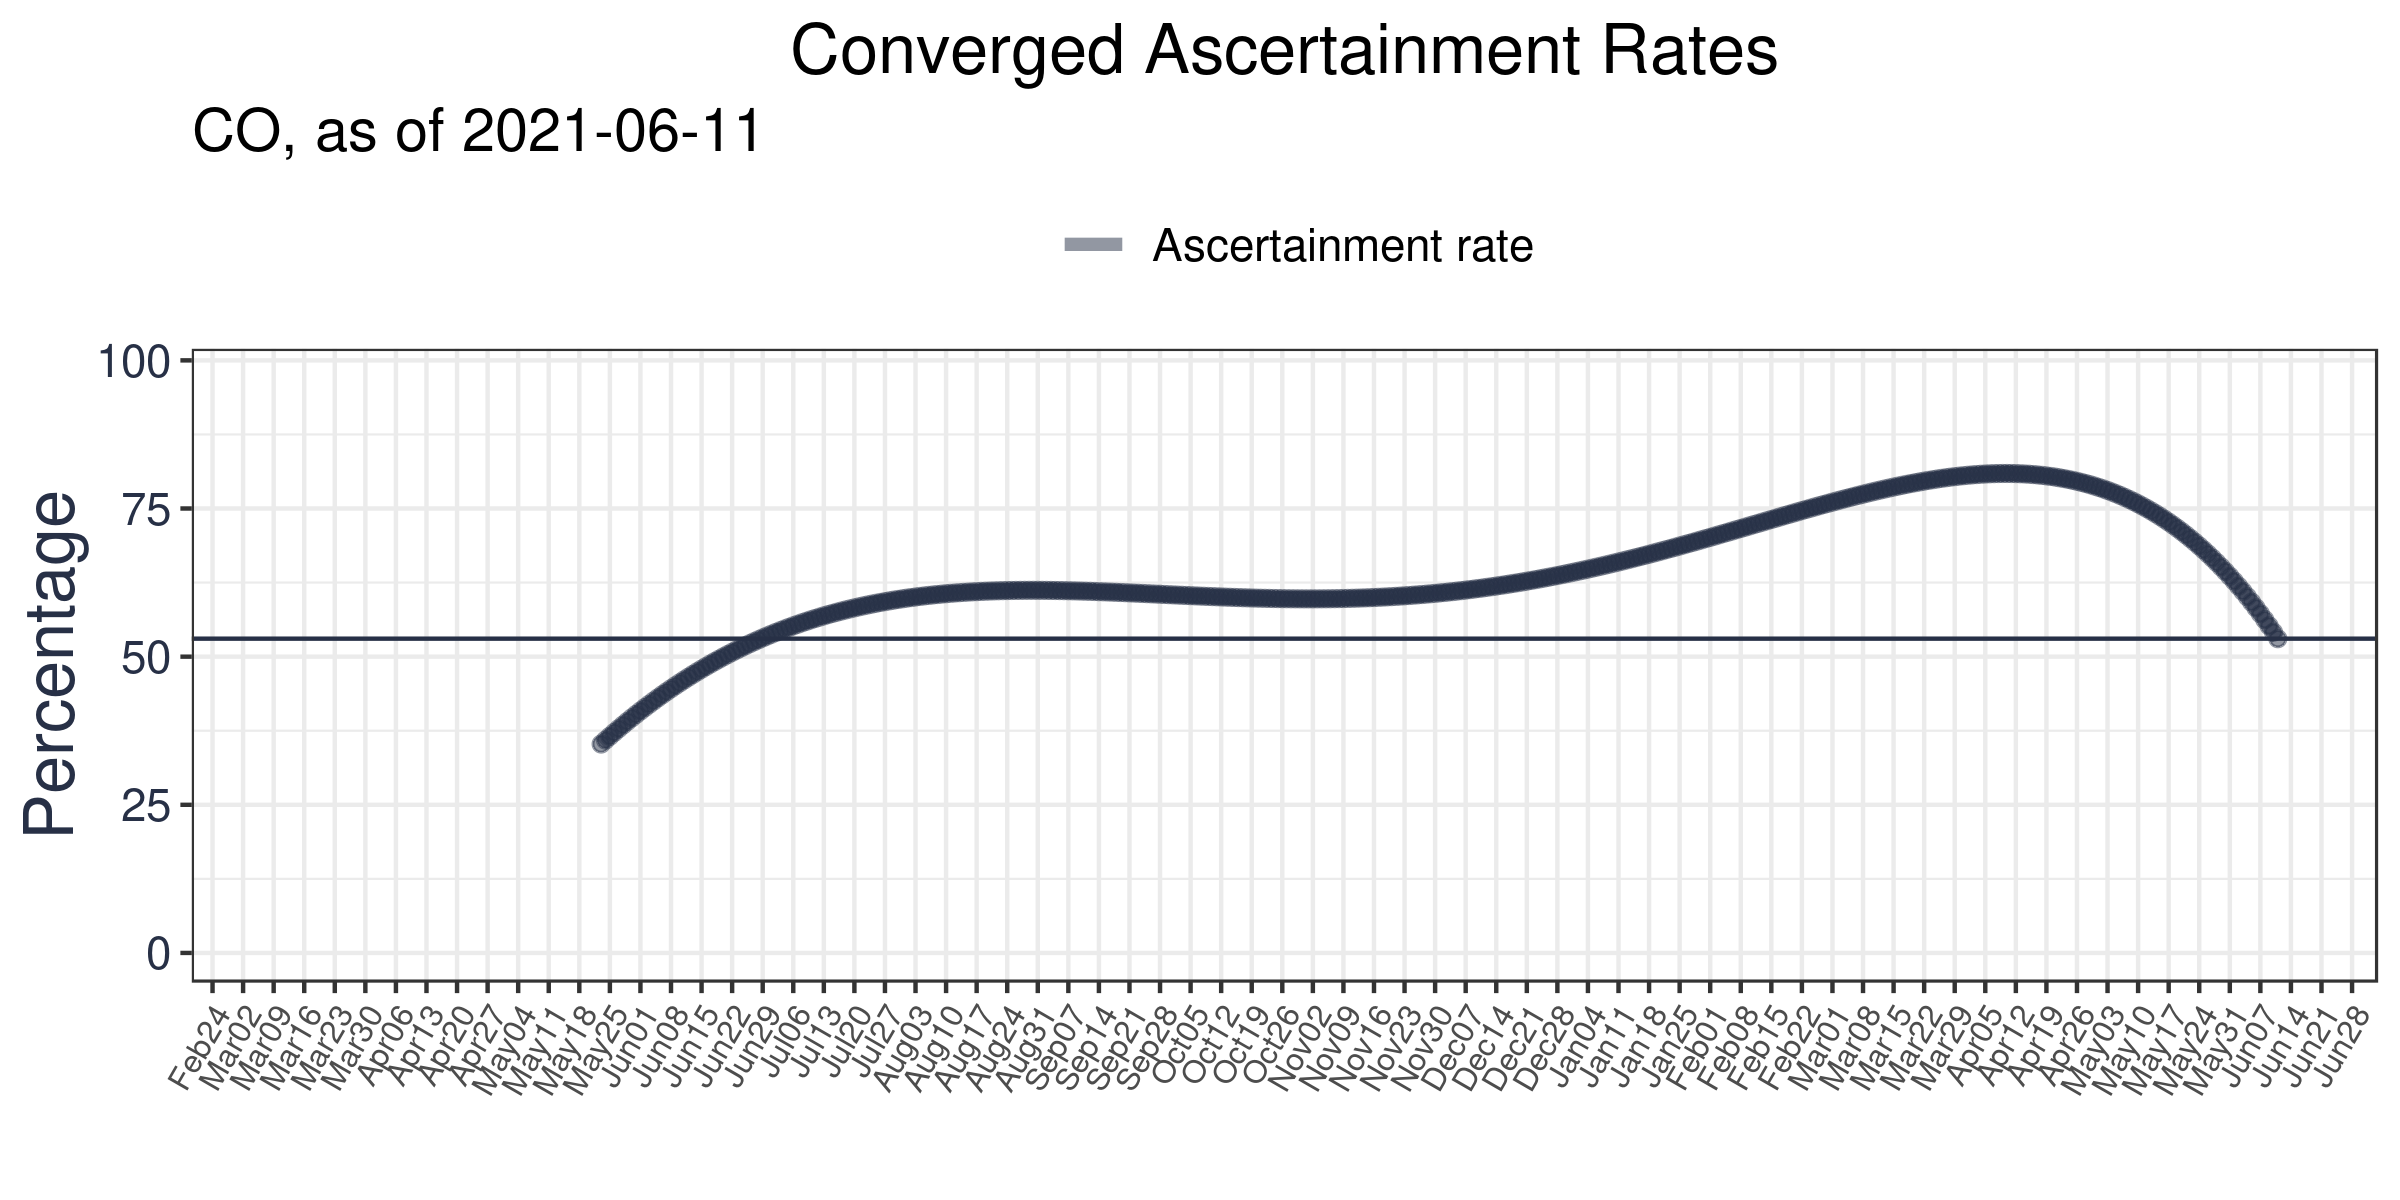 Converged Ascertainment Rates
CO, as of 2021-06-11
Ascertainment rate
Percentage
100
75
50
25
0
Feb24 Mar02 Mar09 Mar16 Mar23 Mar30 Apr06 Apr13 Apr20 Apr27 May04 May11 May18 May25 Jun01 Jun08 Jun15 Jun22 Jun29 Jul06 Jul13 Jul20 Jul27 Aug03 Aug10 Aug17 Aug24 Aug31 Sep07 Sep14 Sep21 Sep28 Oct05 Oct12 Oct19 Oct26 Nov02 Nov09 Nov16 Nov23 Nov30 Dec07 Dec14 Dec21 Dec28 Jan04 Jan11 Jan18 Jan25 Feb01 Feb08 Feb15 Feb22 Mar01 Mar08 Mar15 Mar22 Mar29 Apr05 Apr12 Apr19 Apr26 May03 May10 May17 May24 May31 Jun07 Jun14 Jun21 Jun28